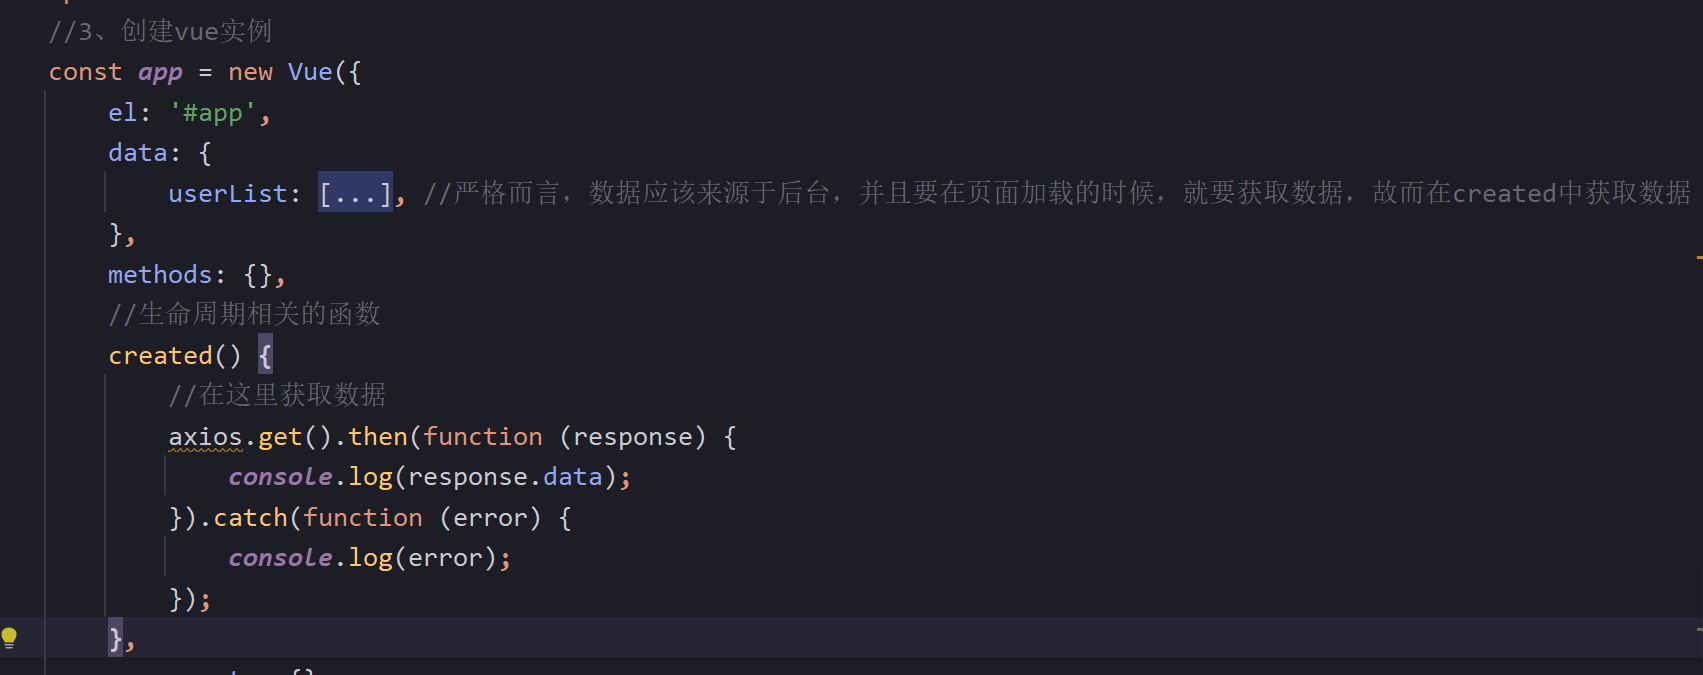 //3、创建vue实例
const app = new Vue({
el: '#app',
data: {
userList: [...], //严格而言，数据应该来源于后台，并且要在页面加载的时候，就要获取数据，故而在created中获取数据
},
methods: {},
//生命周期相关的函数
created() {
//在这里获取数据
axios.get().then(function (response) {
console.log(response.data);
}).catch(function (error) {
console.log(error);
});
},